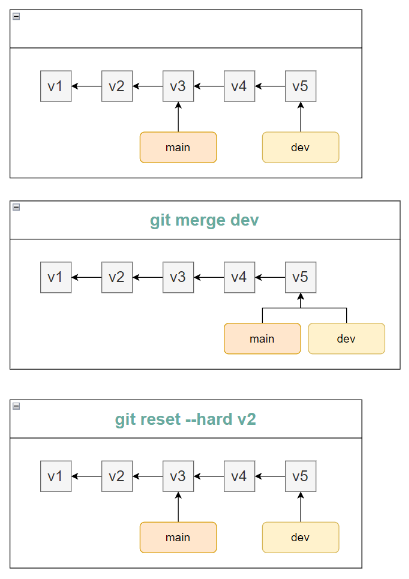 v1 v2 v3 v4 v5
main dev
git merge dev
v1 v2 v3 v4 v5
main dev
git reset --hard v2
v1 v2 v3 v4 v5
main dev